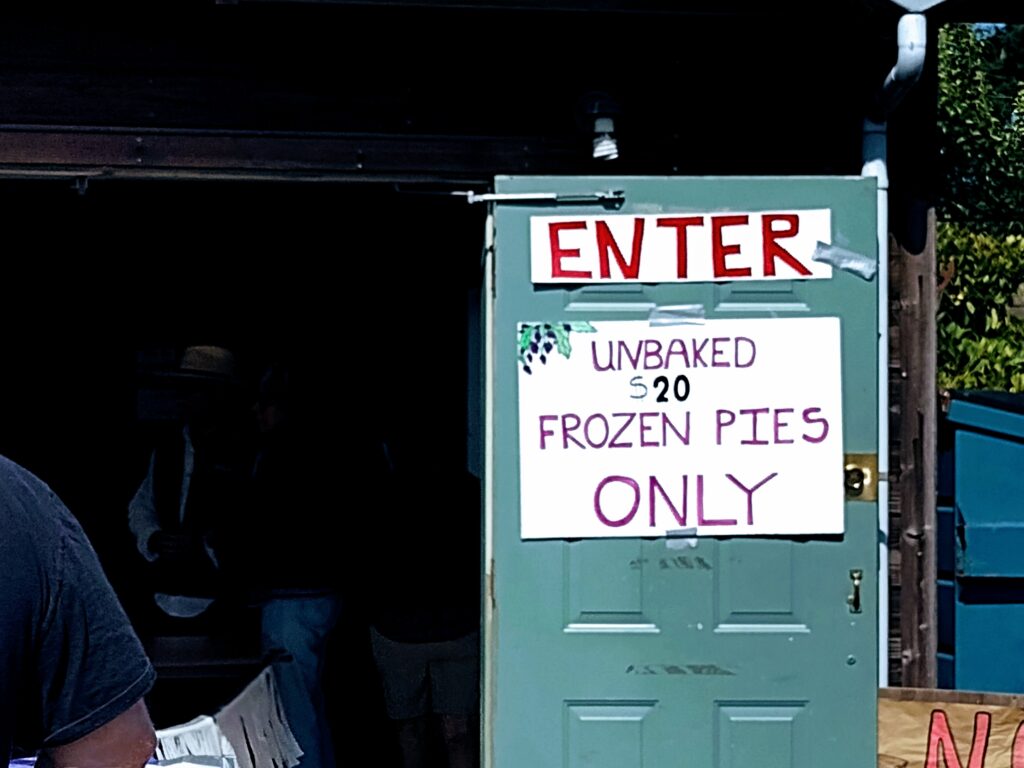 ENTER
UNBAKED
$20
FROZEN PIES
ONLY